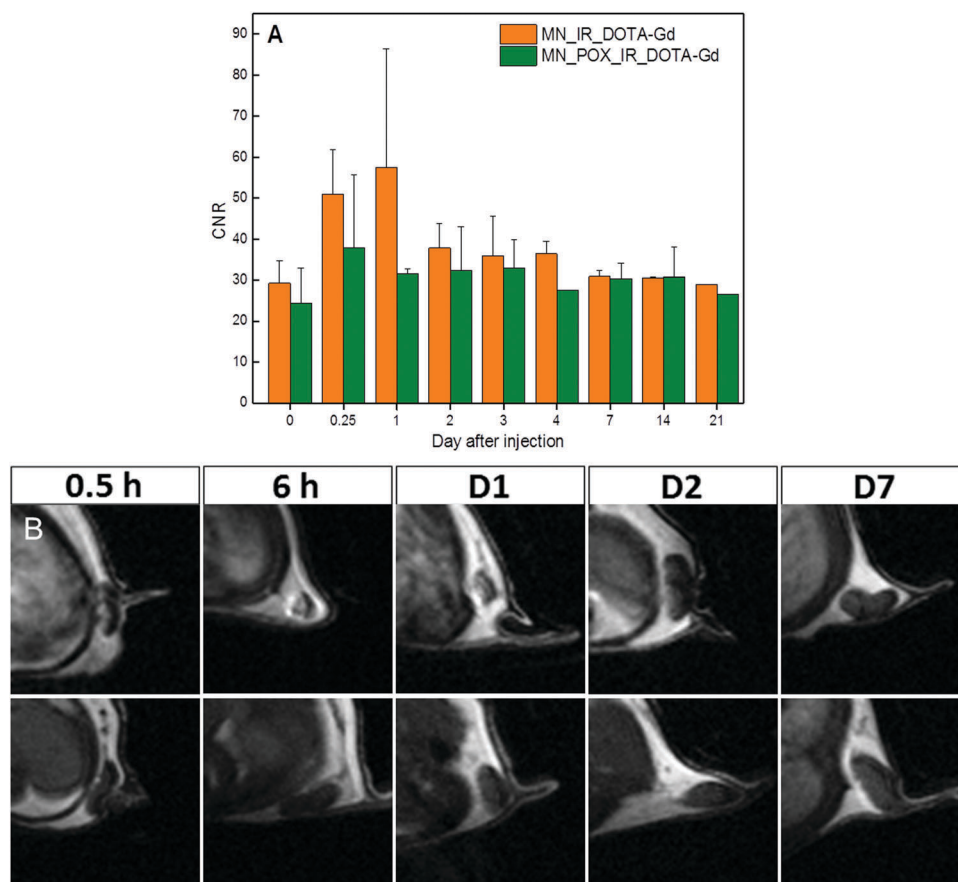 A
MN_IR_DOTA-Gd
MN_POX_IR_DOTA-Gd
90
80
70
60
50
40
30
20
10
0
CNR
0 0.25 1 2 3 4 7 14 21
Day after injection
0.5 h 6 h D1 D2 D7
B